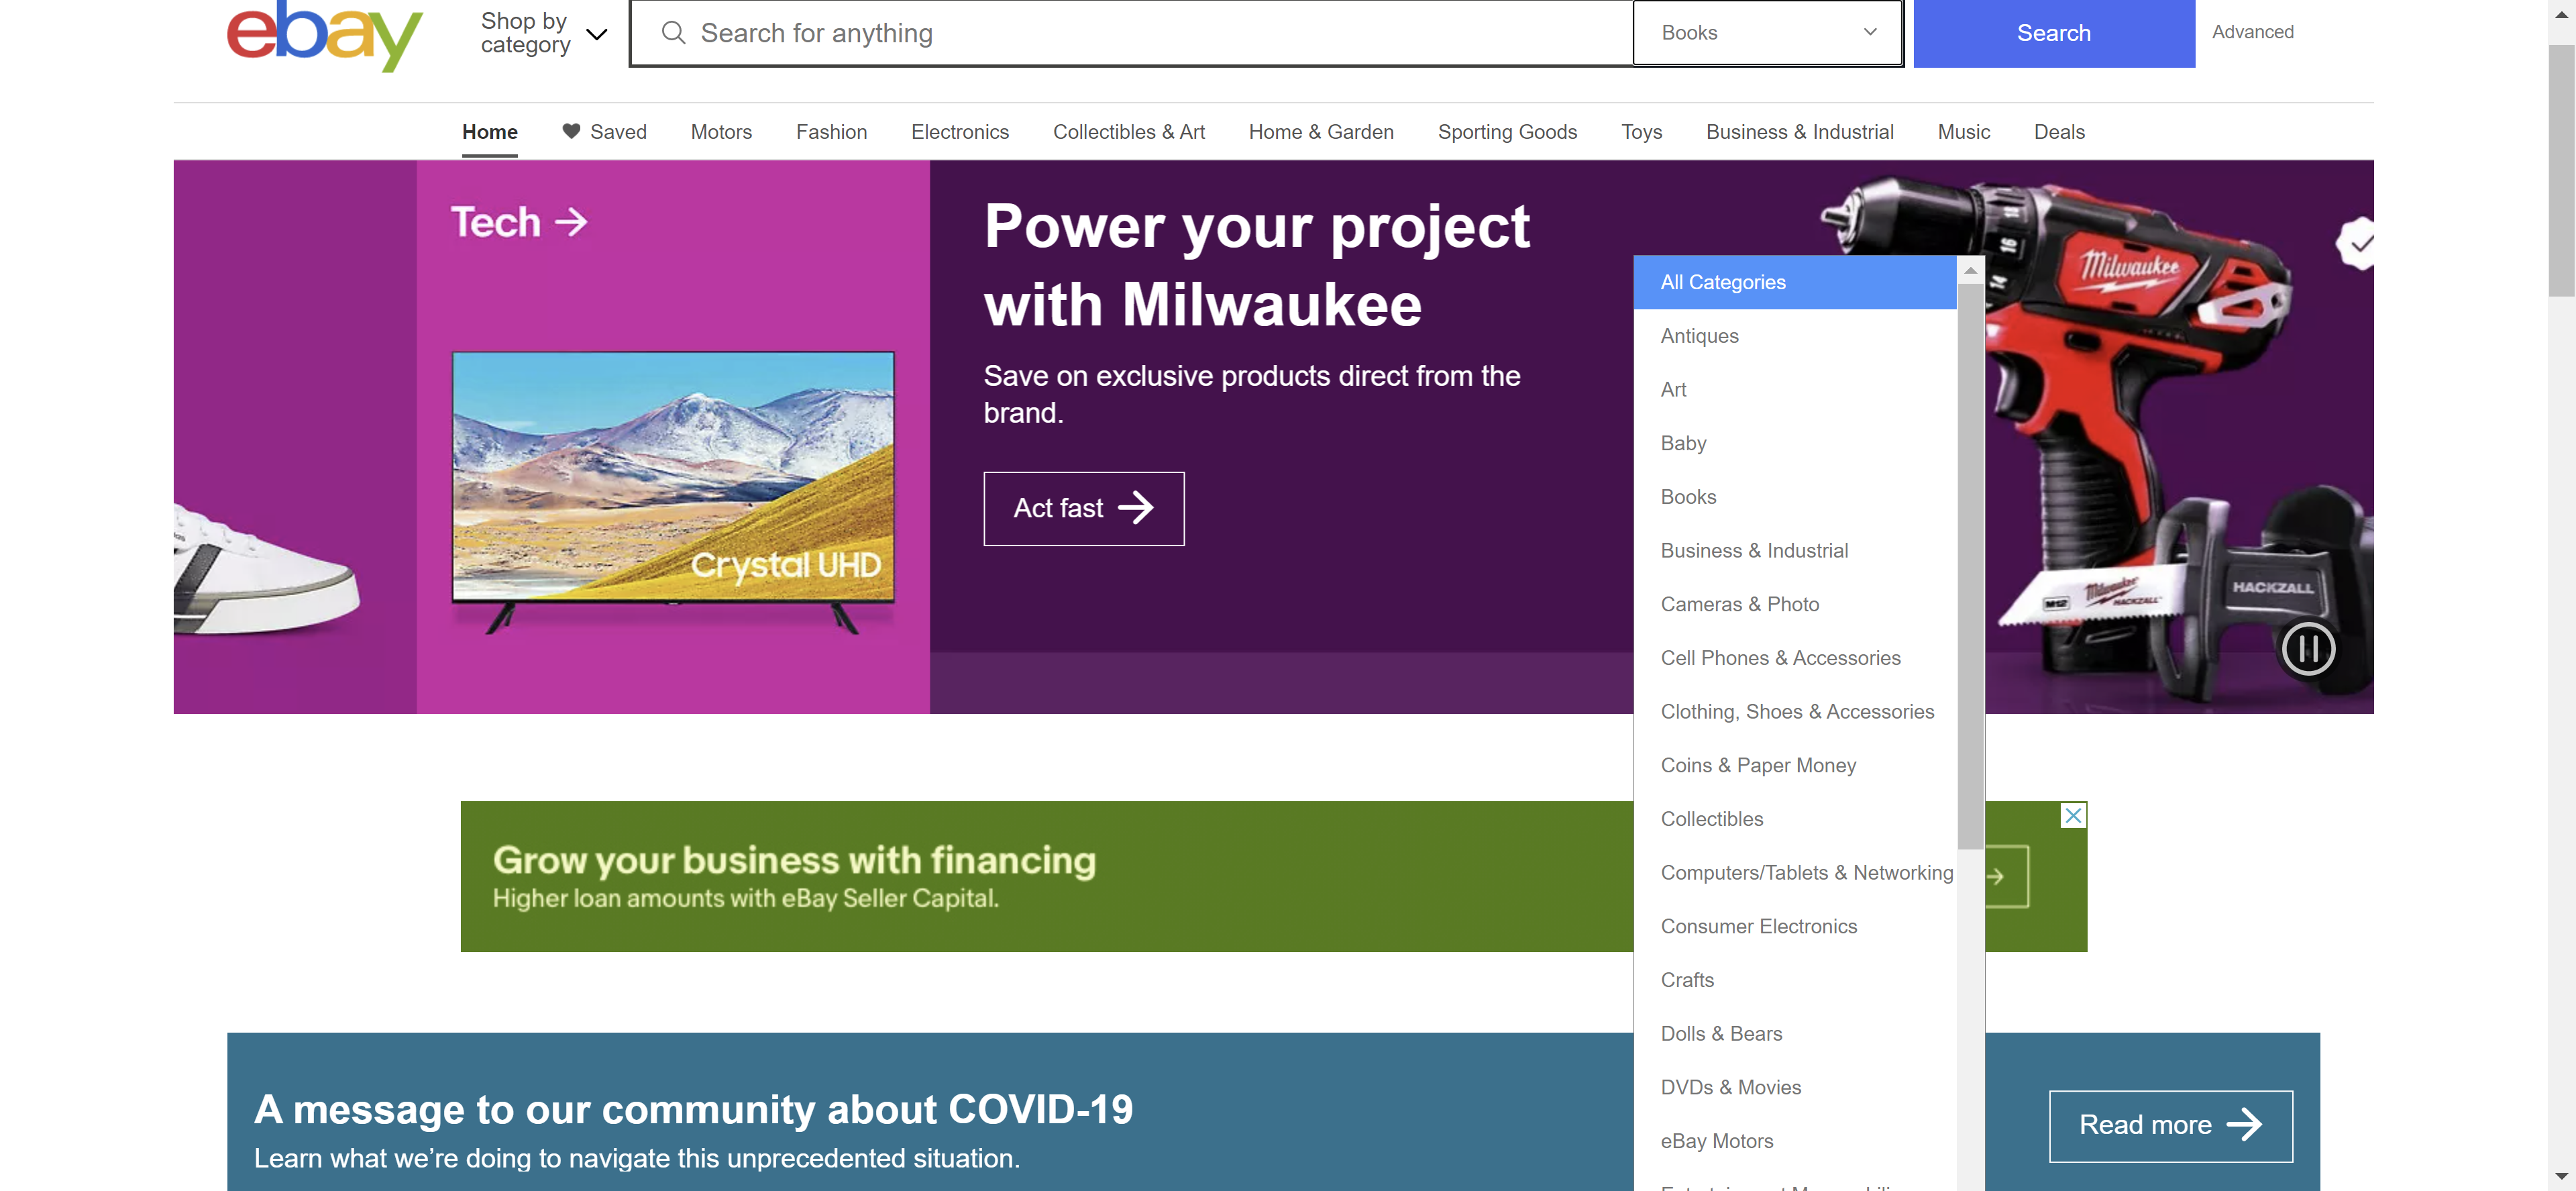 ebay
Shop by
category
Search for anything
Books
Search
Advanced
Home
Saved
Motors
Fashion
Electronics
Collectibles & Art
Home & Garden
Sporting Goods
Toys
Business & Industrial
Music
Deals
Tech
Crystal UHD
Power your project
with Milwaukee
Save on exclusive products direct from the
brand.
Act fast
Milwaukee
16
14
M12
Milwaukee
HACKZALL
HACKZALL
All Categories
Antiques
Art
Baby
Books
Business & Industrial
Cameras & Photo
Cell Phones & Accessories
Clothing, Shoes & Accessories
Coins & Paper Money
Collectibles
Computers/Tablets & Networking
Consumer Electronics
Crafts
Dolls & Bears
DVDs & Movies
eBay Motors
Grow your business with financing
Higher loan amounts with eBay Seller Capital.
A message to our community about COVID-19
Learn what we’re doing to navigate this unprecedented situation.
Read more